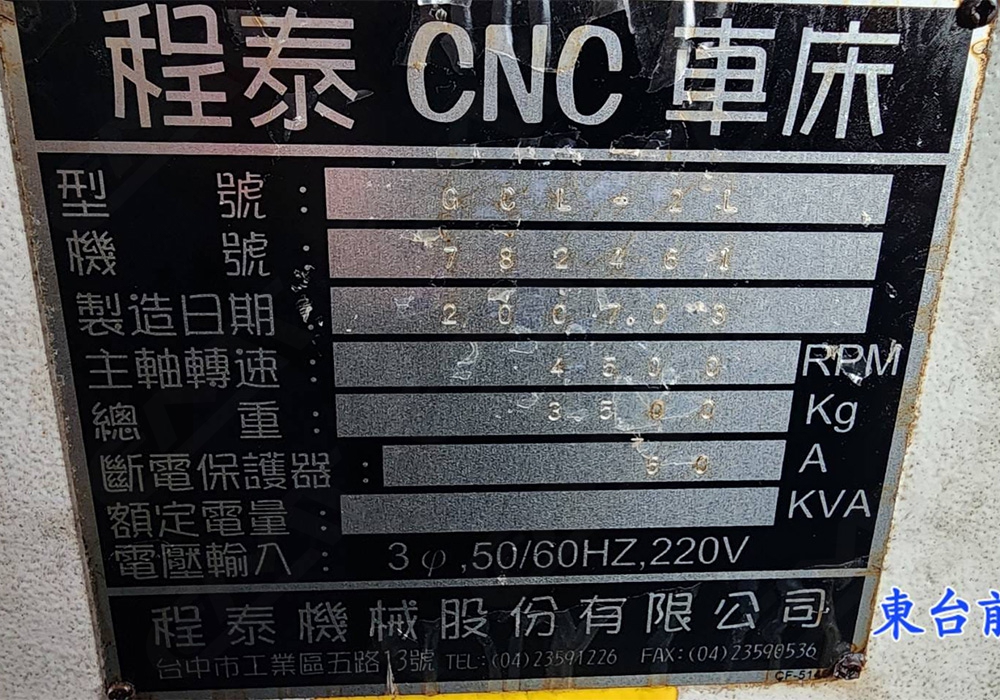 程泰 CNC 車床
型號: GCL-2L
機號:
製造日期: 2007.03
主軸轉速: 4500 RPM
總重: 3500 Kg
斷電保護器: A
額定電量: KVA
電壓輸入: 3φ,50/60HZ,220V
程泰機械股份有限公司
台中市工業區五路13號 TEL:(04)23591226 FAX:(04)23590536
東台前